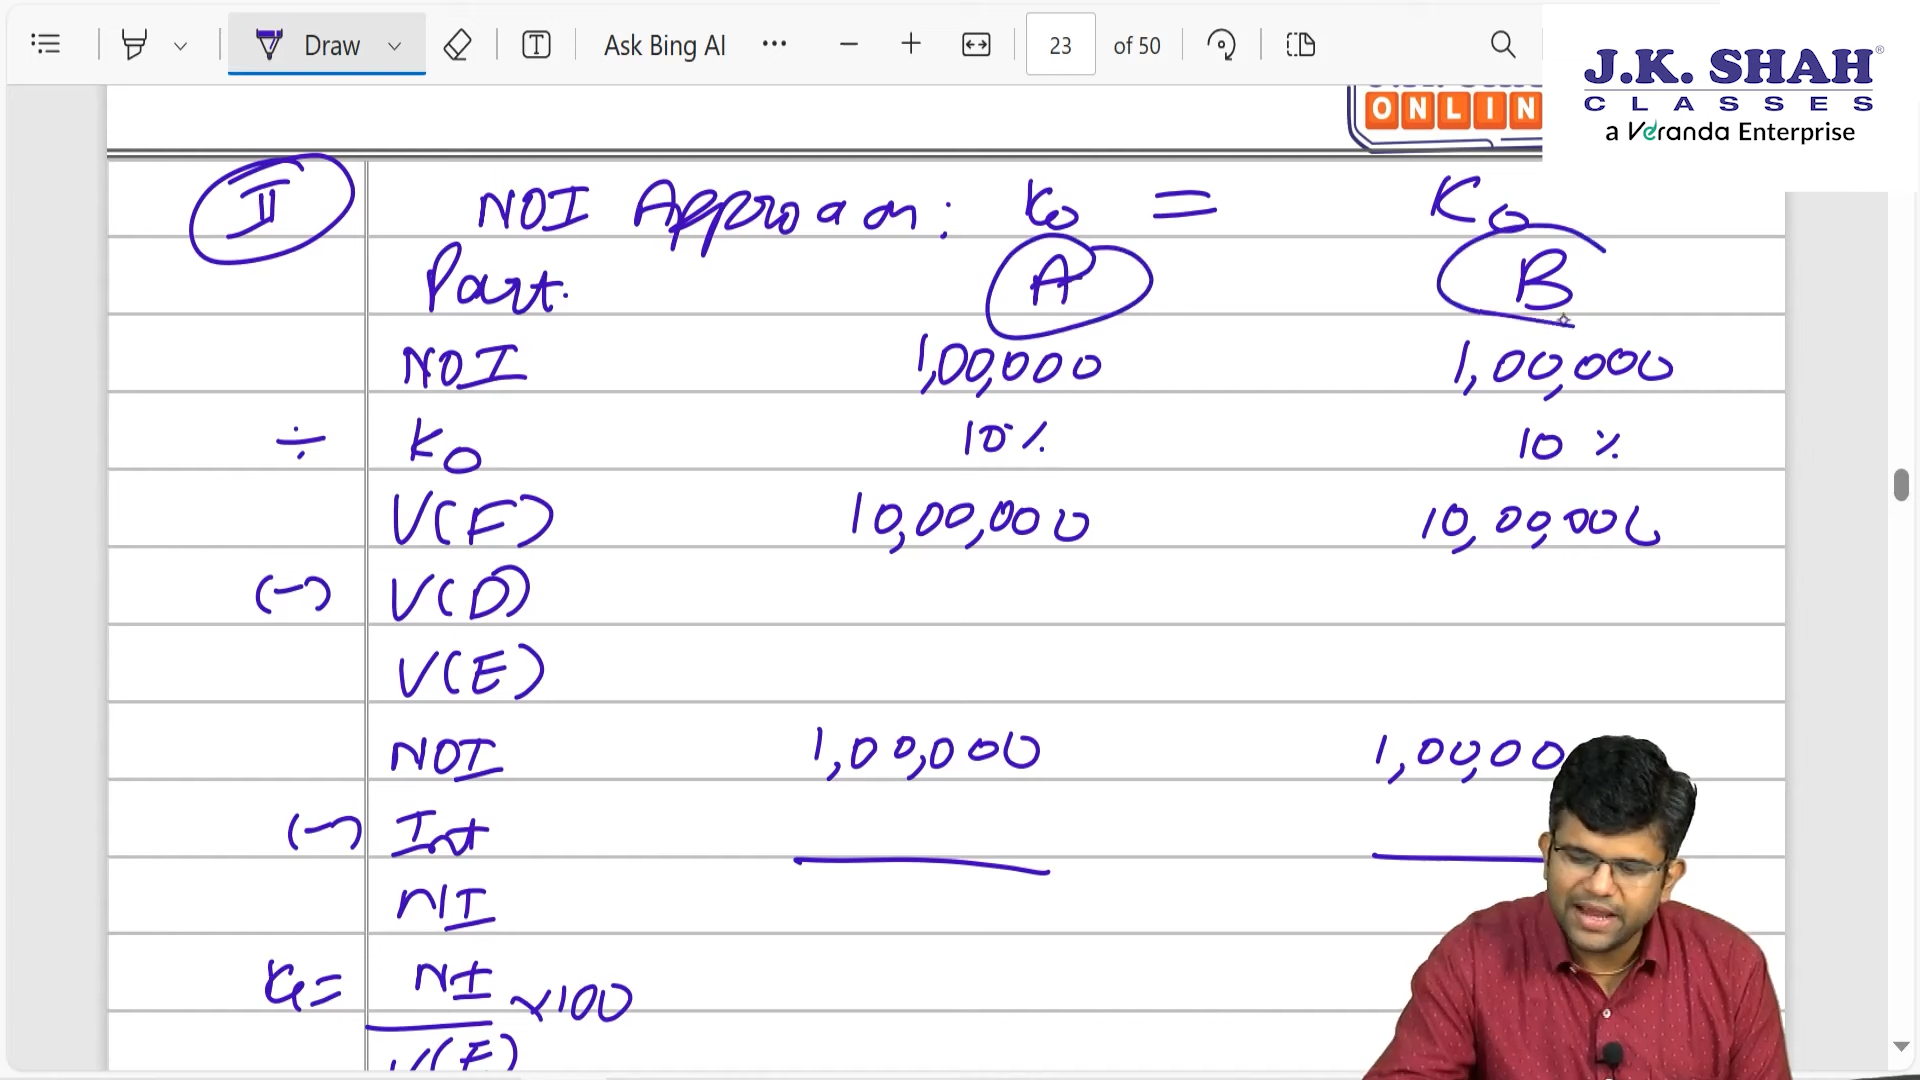 Draw
Ask Bing AI
23 of 50
J.K. SHAH®
CLASSES
a Veranda Enterprise
ONLIN
II NOI Approach: Ko = Ko
Part. A B
NOI 1,00,000 1,00,000
÷ Ko 10% 10 %
V(F) 10,00,000 10,00,000
(-) V(D)
V(E)
NOI 1,00,000 1,00,00
(-) Int
NI
Ke = NI ×100
V(E)